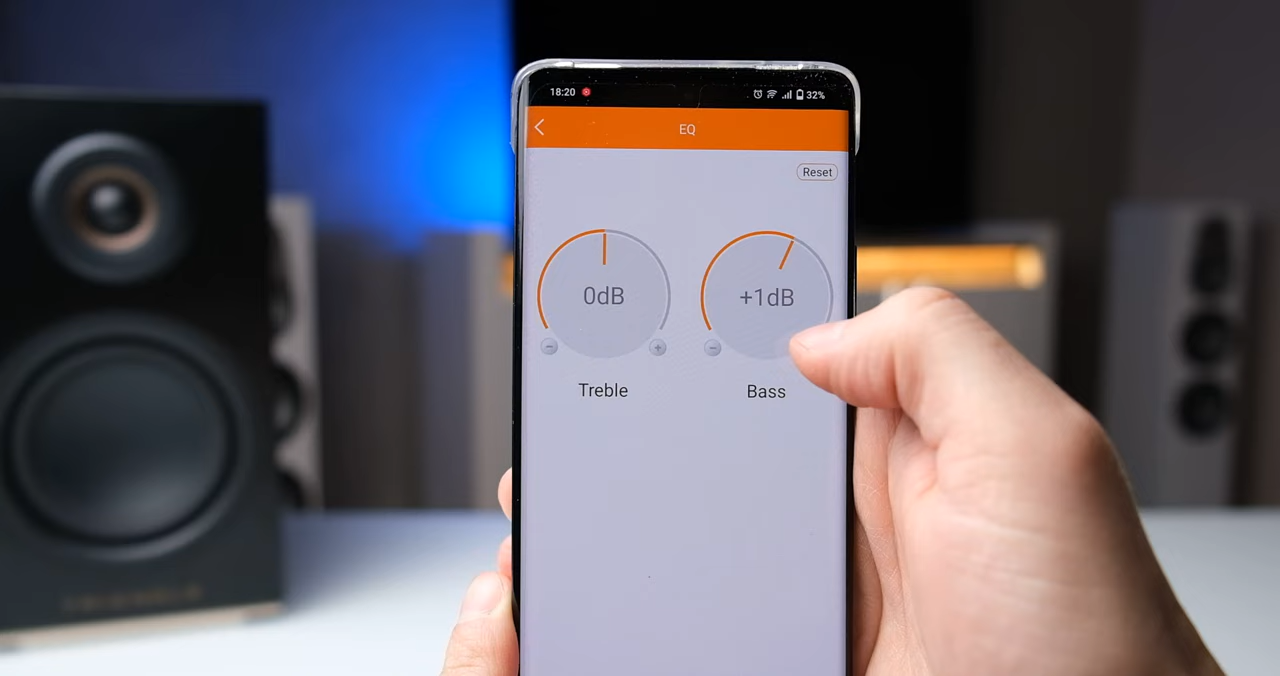 18:20 32%
EQ
Reset
0dB +1dB
- + -
Treble Bass